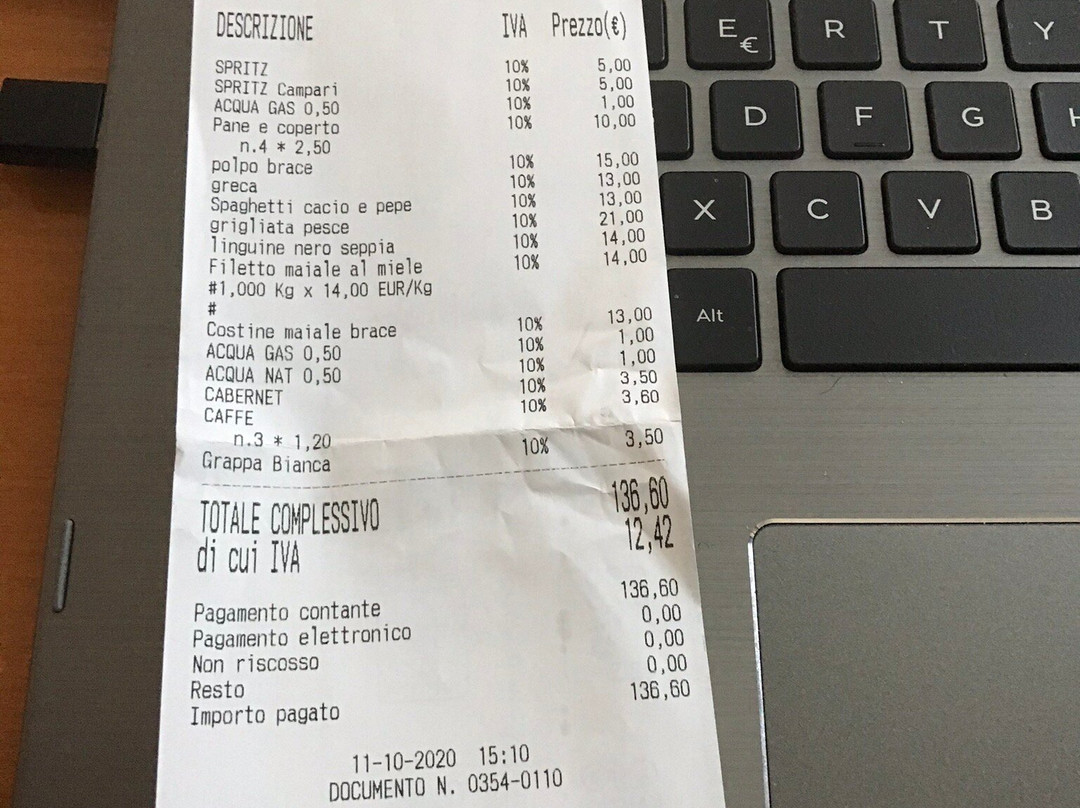 DESCRIZIONE IVA Prezzo(€)
SPRITZ 10% 5,00
SPRITZ Campari 10% 5,00
ACQUA GAS 0,50 10% 1,00
Pane e coperto 10% 10,00
n.4 * 2,50
polpo brace 10% 15,00
greca 10% 13,00
Spaghetti cacio e pepe 10% 13,00
grigliata pesce 10% 21,00
linguine nero seppia 10% 14,00
Filetto maiale al miele 10% 14,00
#1,000 Kg x 14,00 EUR/Kg
#
Costine maiale brace 10% 13,00
ACQUA GAS 0,50 10% 1,00
ACQUA NAT 0,50 10% 1,00
CABERNET 10% 3,50
CAFFE 10% 3,60
n.3 * 1,20
Grappa Bianca 10% 3,50
TOTALE COMPLESSIVO 136,60
di cui IVA 12,42
Pagamento contante 136,60
Pagamento elettronico 0,00
Non riscosso 0,00
Resto 0,00
Importo pagato 136,60
11-10-2020 15:10
DOCUMENTO N. 0354-0110
E € R T Y
D F G H
X C V B
Alt